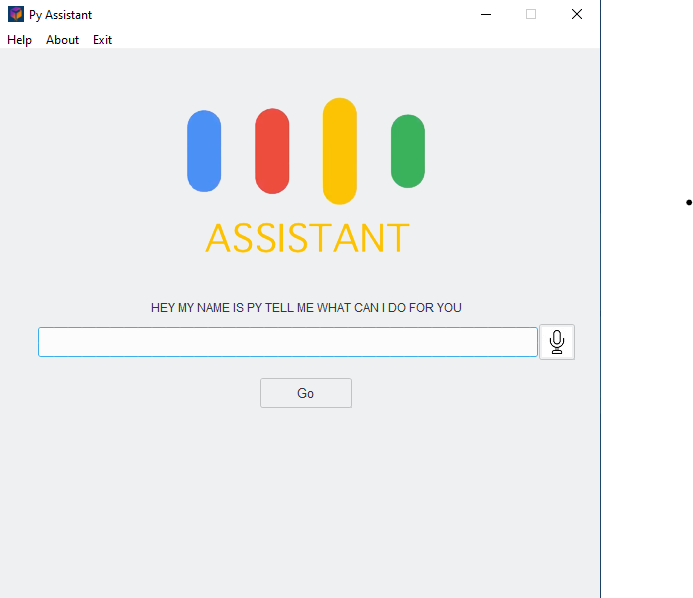 Py Assistant
Help About Exit
ASSISTANT
HEY MY NAME IS PY TELL ME WHAT CAN I DO FOR YOU
Go